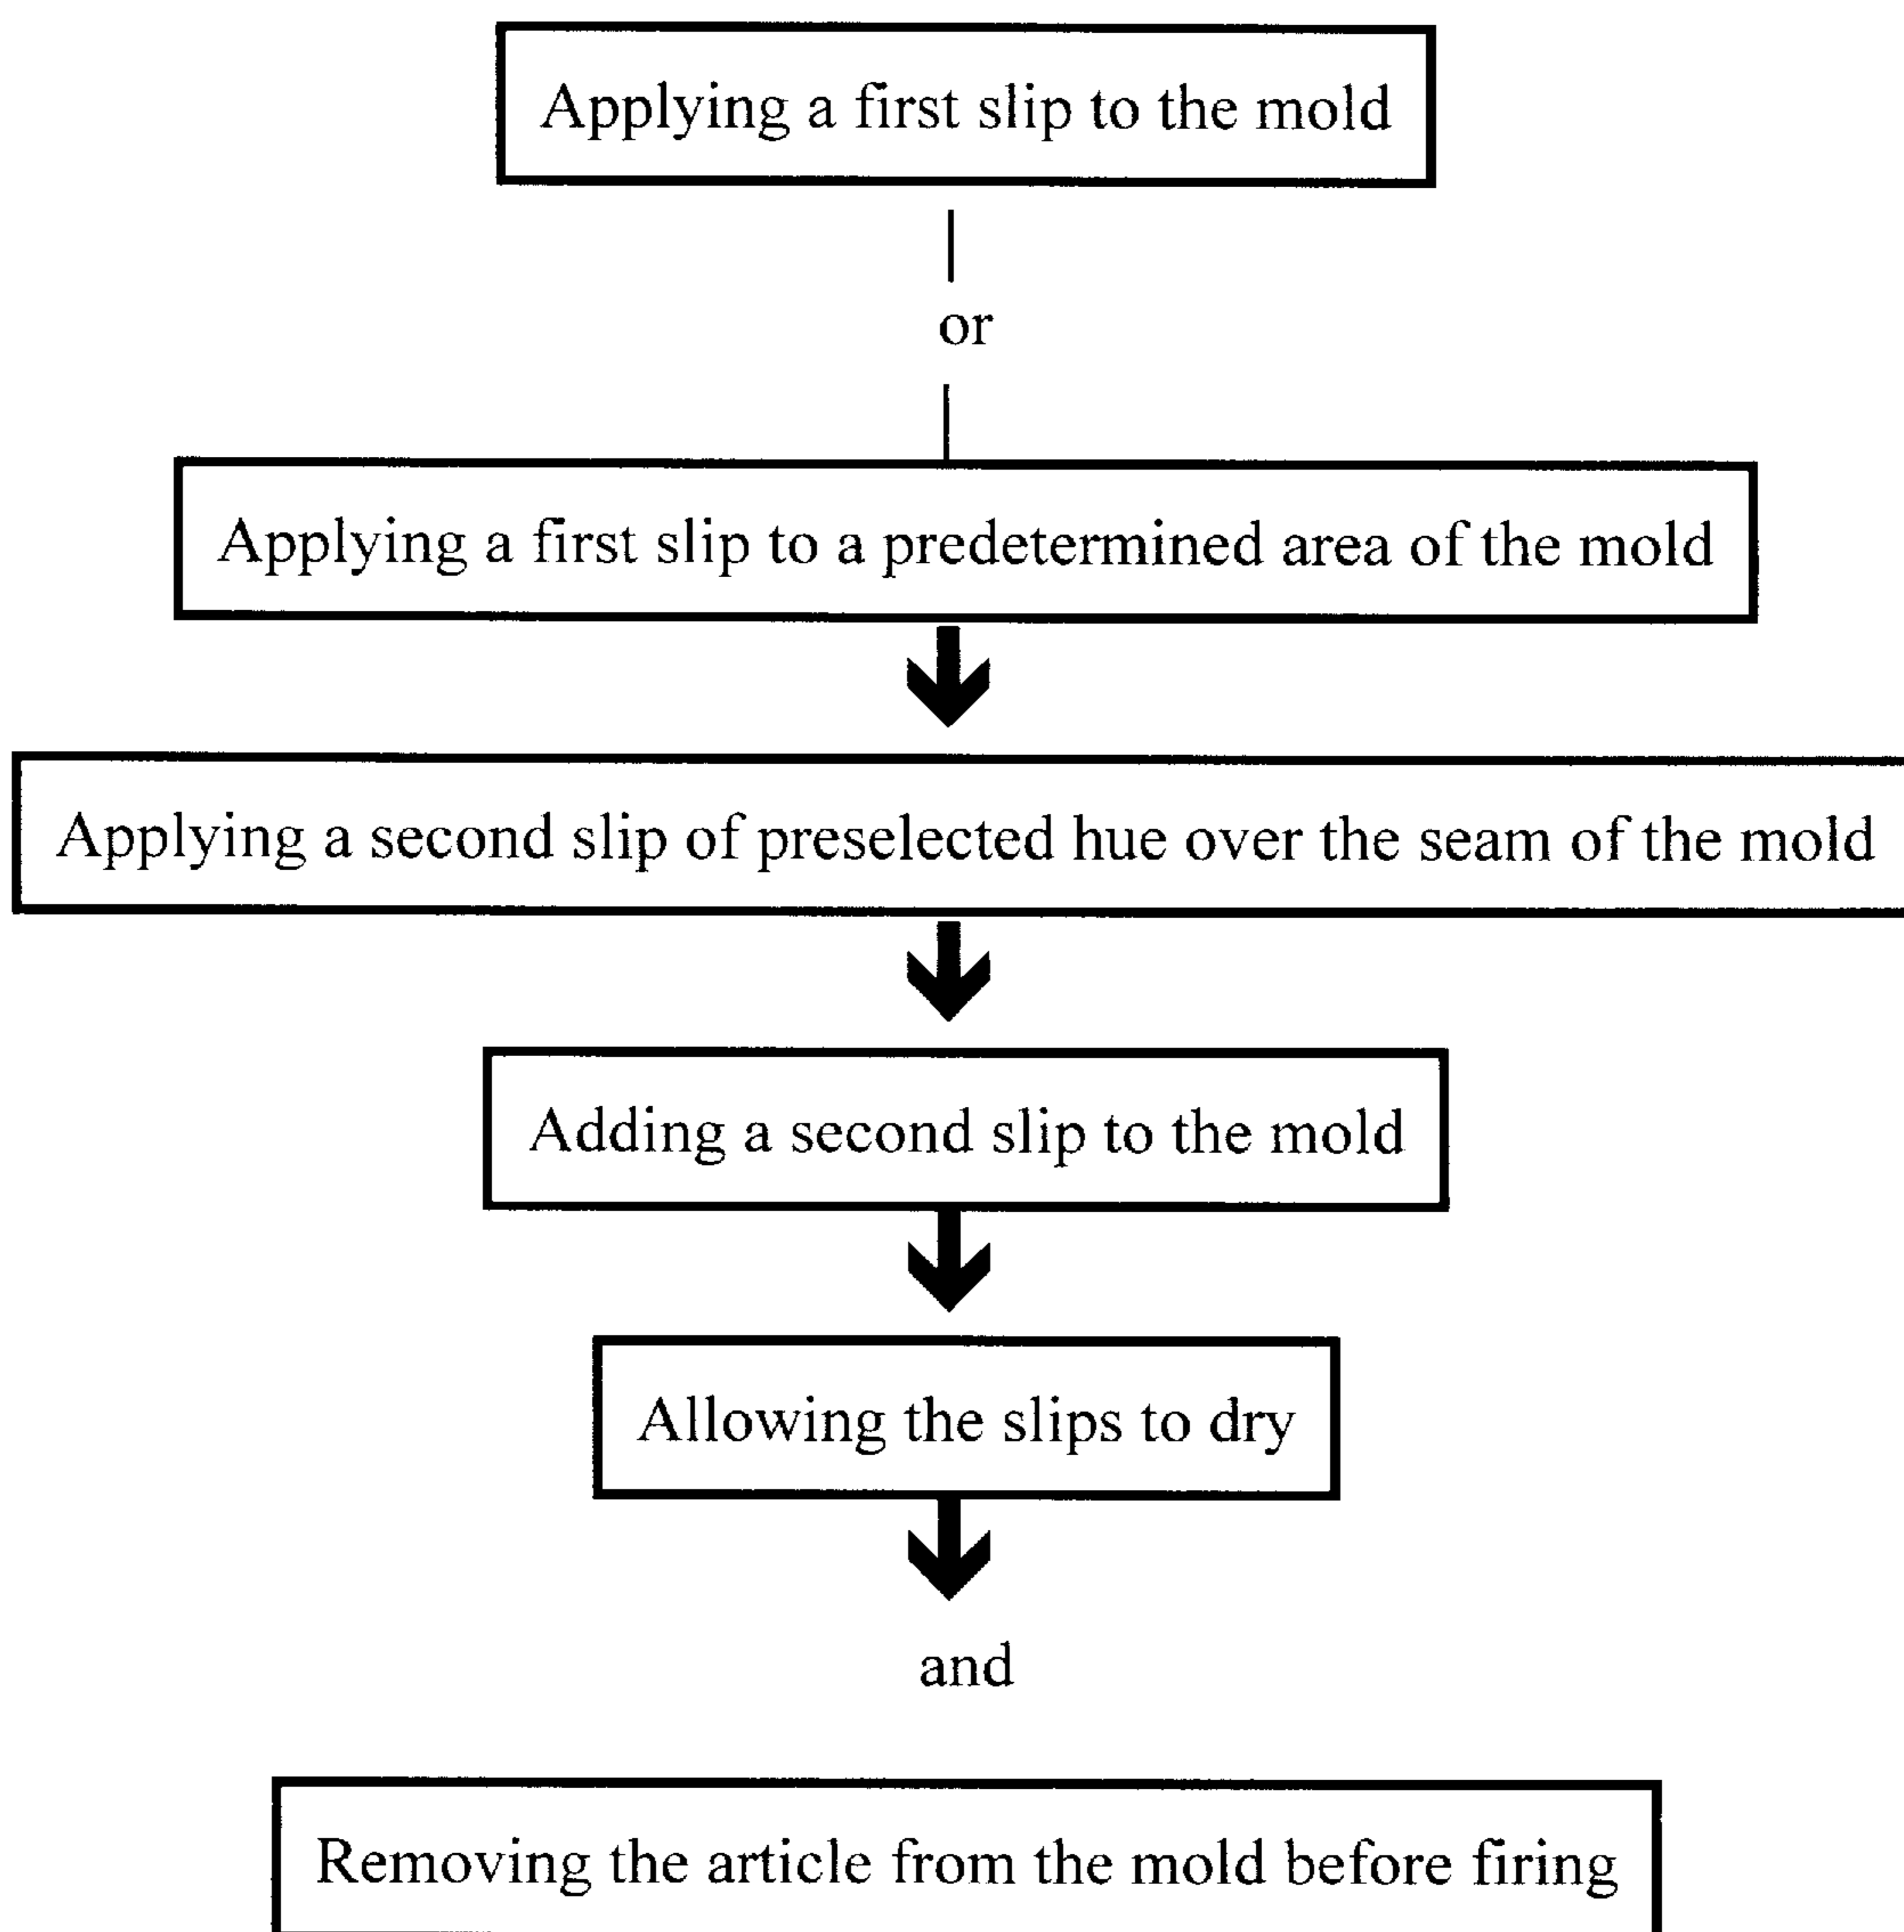 Applying a first slip to the mold
or
Applying a first slip to a predetermined area of the mold
Applying a second slip of preselected hue over the seam of the mold
Adding a second slip to the mold
Allowing the slips to dry
and
Removing the article from the mold before firing